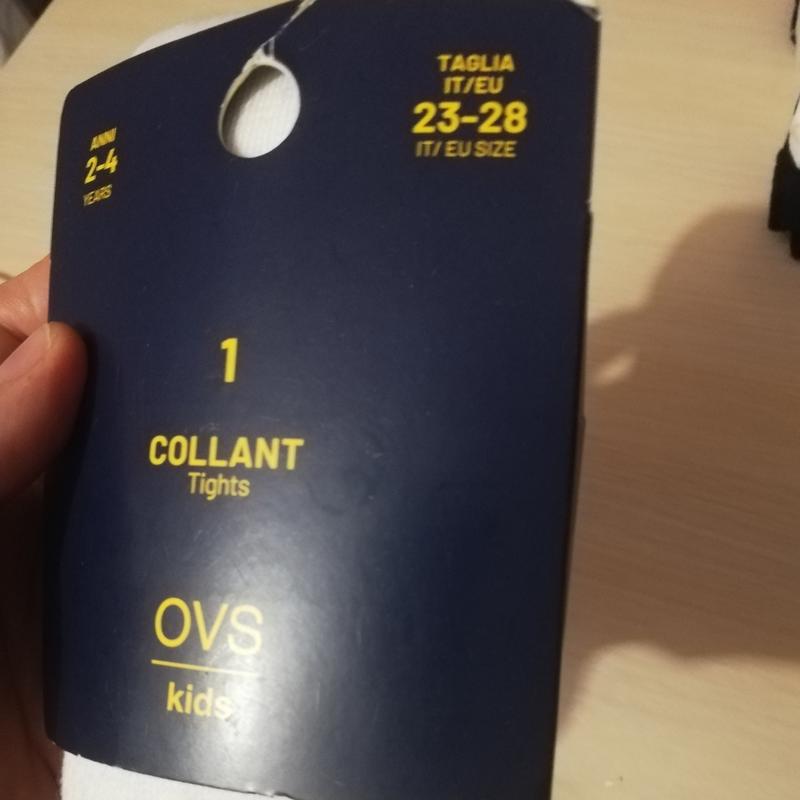 ANNI
2-4
YEARS
TAGLIA
IT/EU
23-28
IT/ EU SIZE
1
COLLANT
Tights
OVS
kids